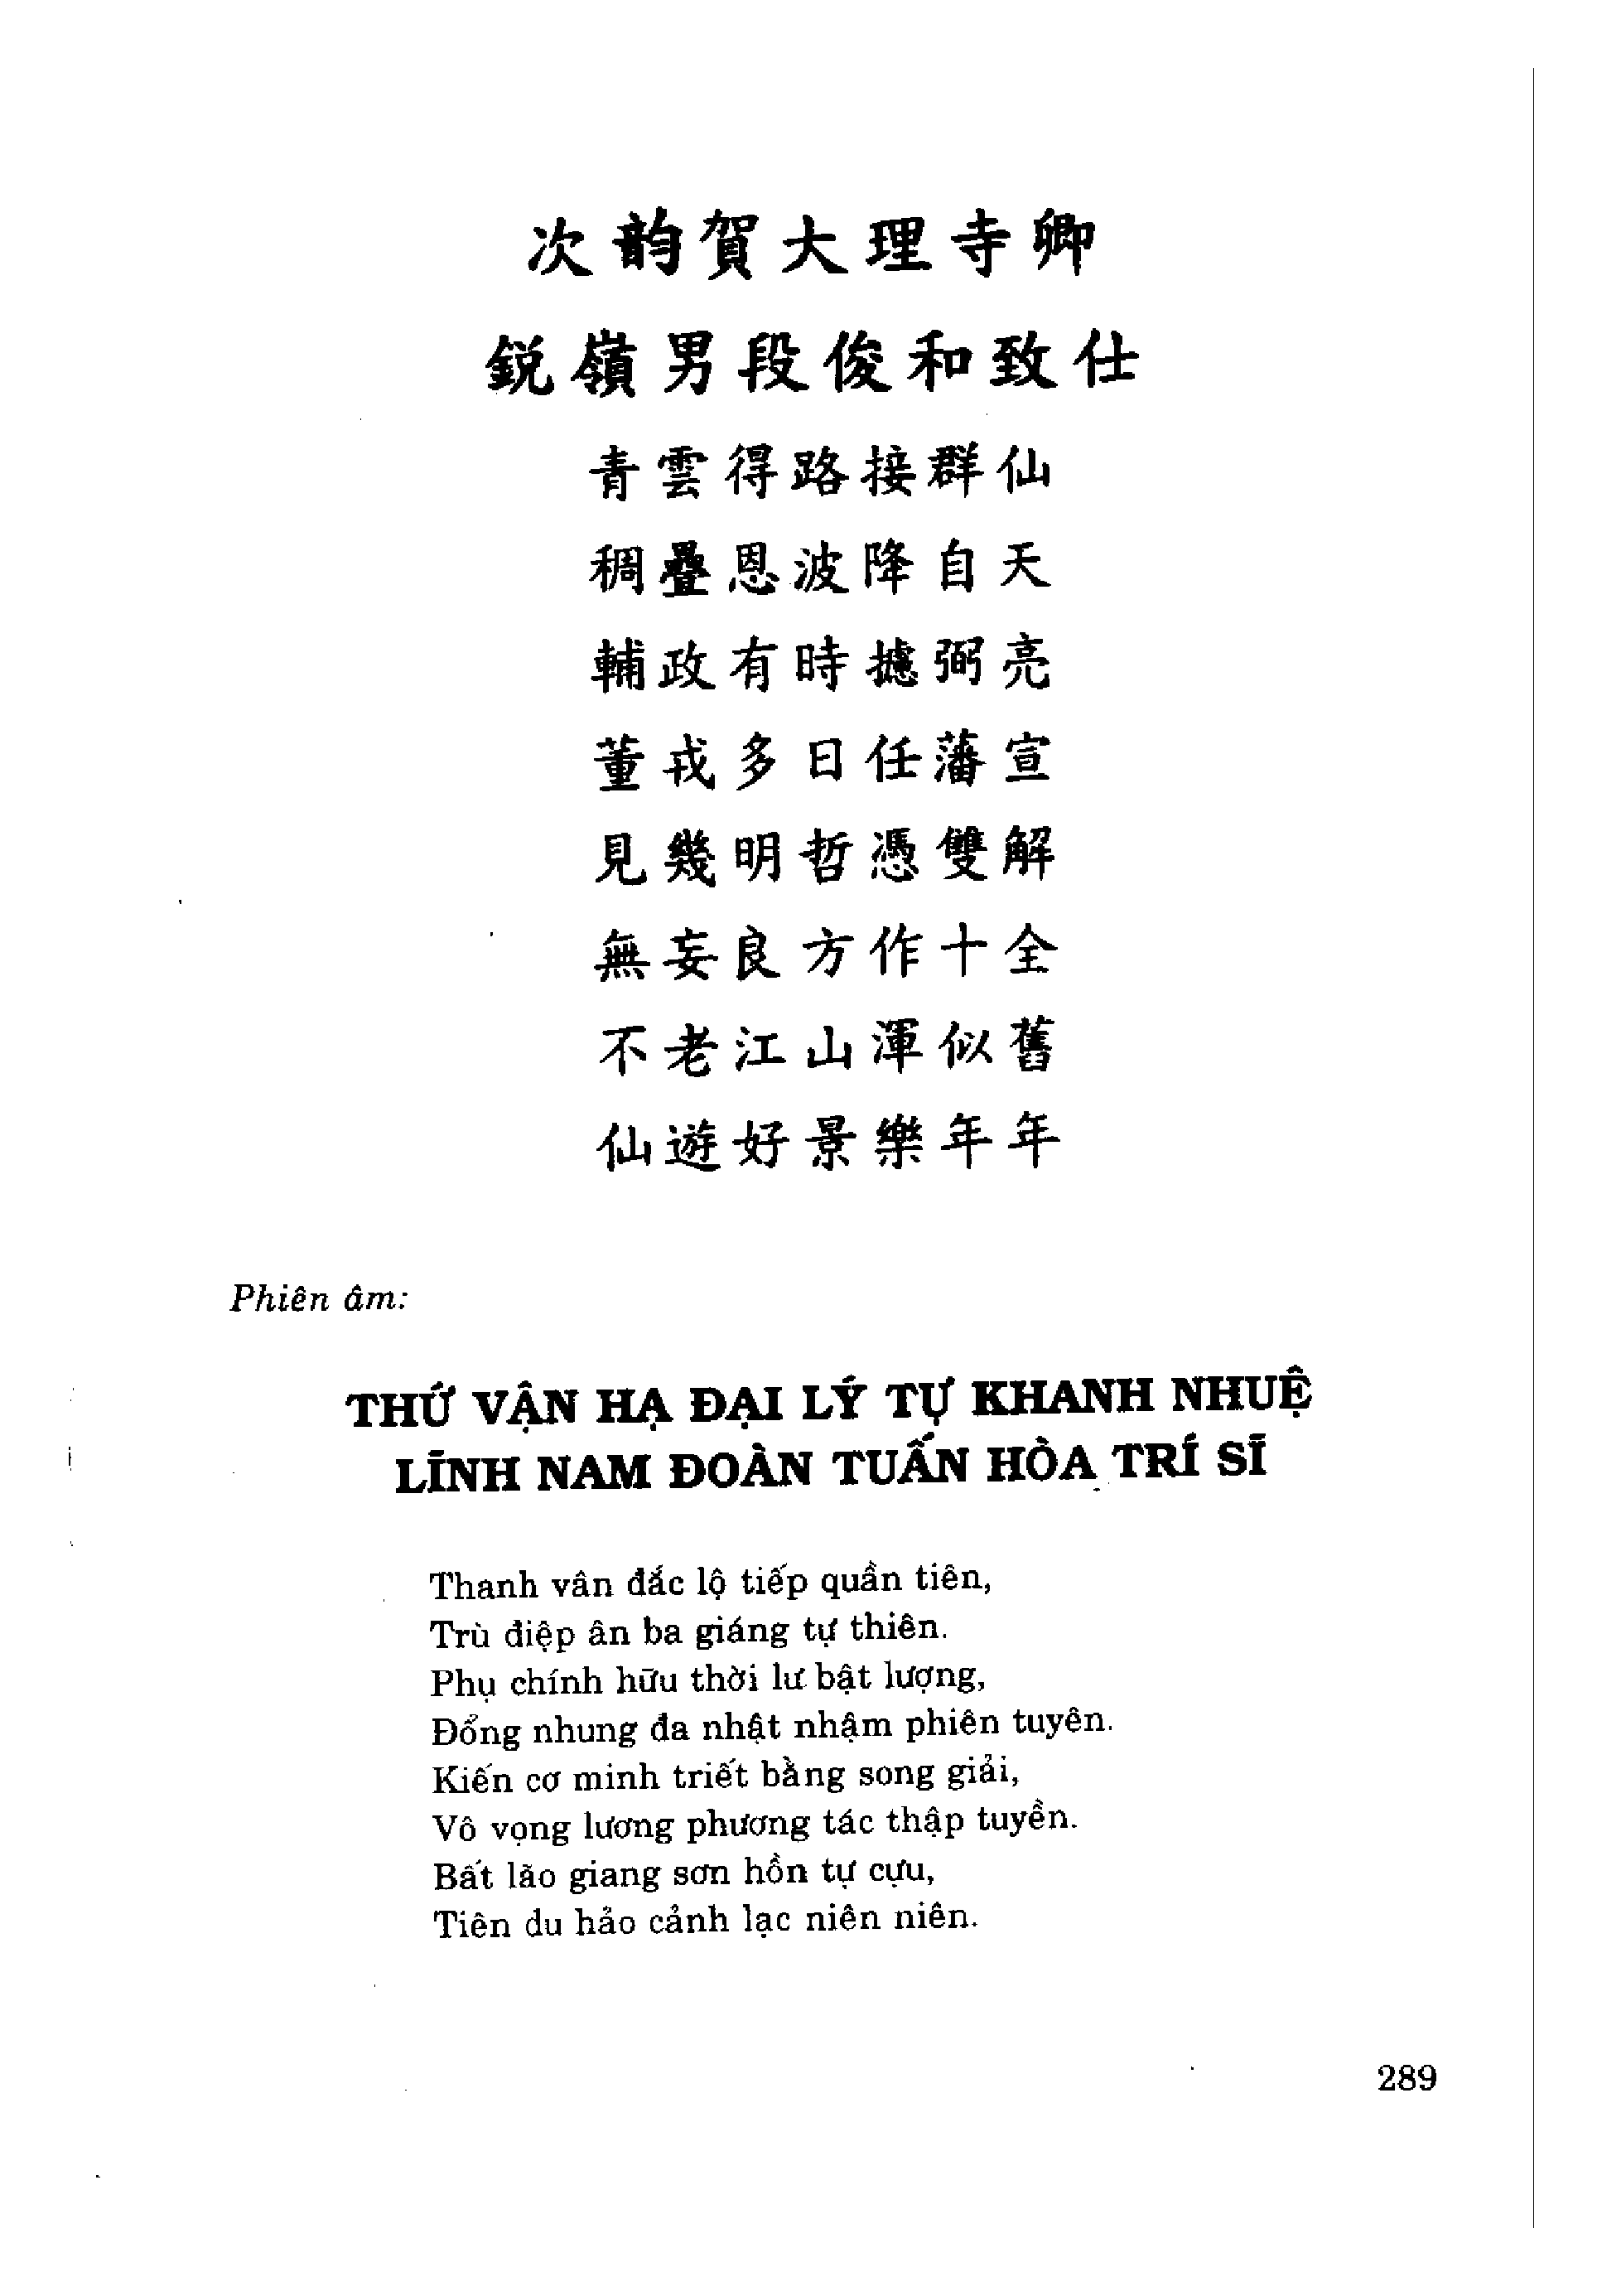 次韵賀大理寺卿
鋭嶺男段俊和致仕
青雲得路接群仙
稠疊恩波降自天
輔政有時攄弼亮
董戎多日任藩宣
見幾明哲憑雙解
無妄良方作十全
不老江山渾似舊
仙遊好景樂年年
Phiên âm:
THỨ VẬN HẠ ĐẠI LÝ TỰ KHANH NHUỆ
LĨNH NAM ĐOÀN TUẤN HÒA TRÍ SĨ
Thanh vân đắc lộ tiếp quần tiên,
Trù điệp ân ba giáng tự thiên.
Phụ chính hữu thời lư bật lượng,
Đổng nhung đa nhật nhậm phiên tuyên.
Kiến cơ minh triết bằng song giải,
Vô vọng lương phương tác thập tuyền.
Bất lão giang sơn hồn tự cựu,
Tiên du hảo cảnh lạc niên niên.
289